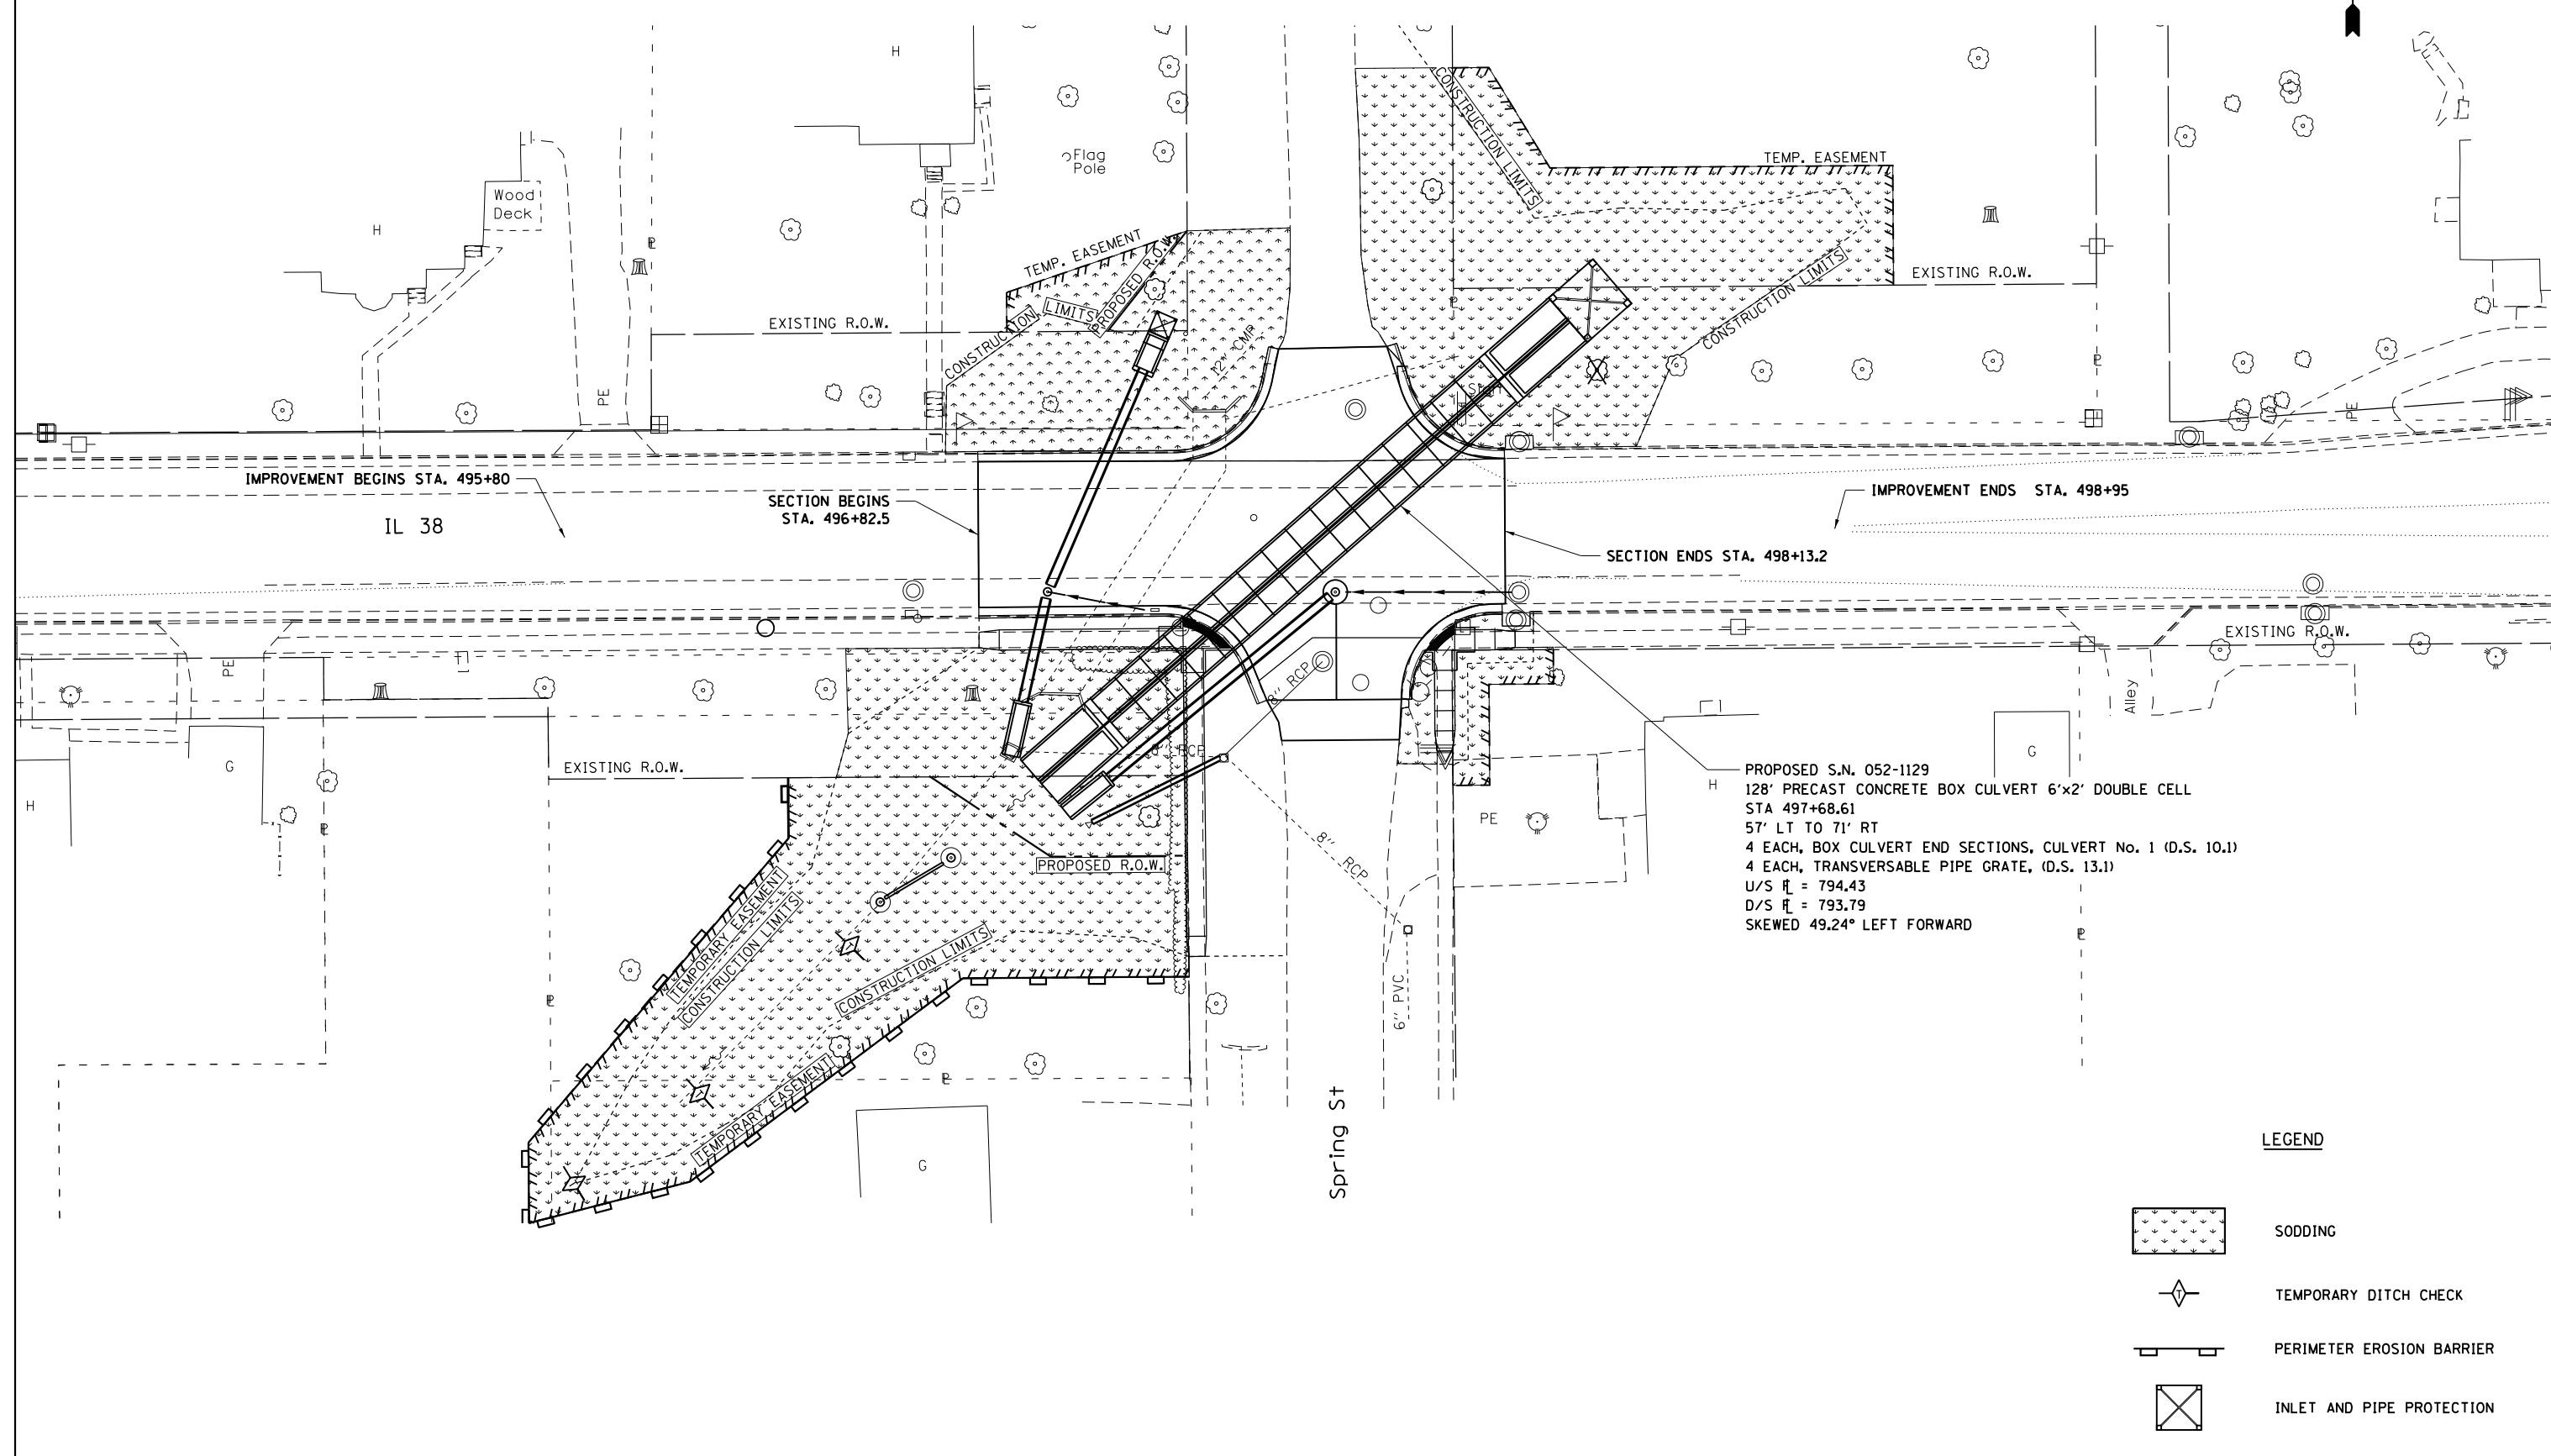 H
CONSTRUCTION LIMITS
Flag
Pole
TEMP. EASEMENT
Wood
Deck
H
TEMP. EASEMENT
PROPOSED R.O.W.
CONSTRUCTION LIMITS
EXISTING R.O.W.
CONSTRUCTION LIMITS
EXISTING R.O.W.
12" CMP
PE
PE
IMPROVEMENT BEGINS STA. 495+80
SECTION BEGINS
STA. 496+82.5
IMPROVEMENT ENDS STA. 498+95
IL 38
SECTION ENDS STA. 498+13.2
EXISTING R.O.W.
PE
8" RCP
Alley
G
G
H
H
EXISTING R.O.W.
RCP
PE
8" RCP
PROPOSED S.N. 052-1129
128' PRECAST CONCRETE BOX CULVERT 6'x2' DOUBLE CELL
STA 497+68.61
57' LT TO 71' RT
4 EACH, BOX CULVERT END SECTIONS, CULVERT No. 1 (D.S. 10.1)
4 EACH, TRANSVERSABLE PIPE GRATE, (D.S. 13.1)
U/S FL = 794.43
D/S FL = 793.79
SKEWED 49.24° LEFT FORWARD
PROPOSED R.O.W.
TEMPORARY EASEMENT
CONSTRUCTION LIMITS
CONSTRUCTION LIMITS
6" PVC
TEMPORARY EASEMENT
G
Spring St
LEGEND
SODDING
T
TEMPORARY DITCH CHECK
PERIMETER EROSION BARRIER
INLET AND PIPE PROTECTION